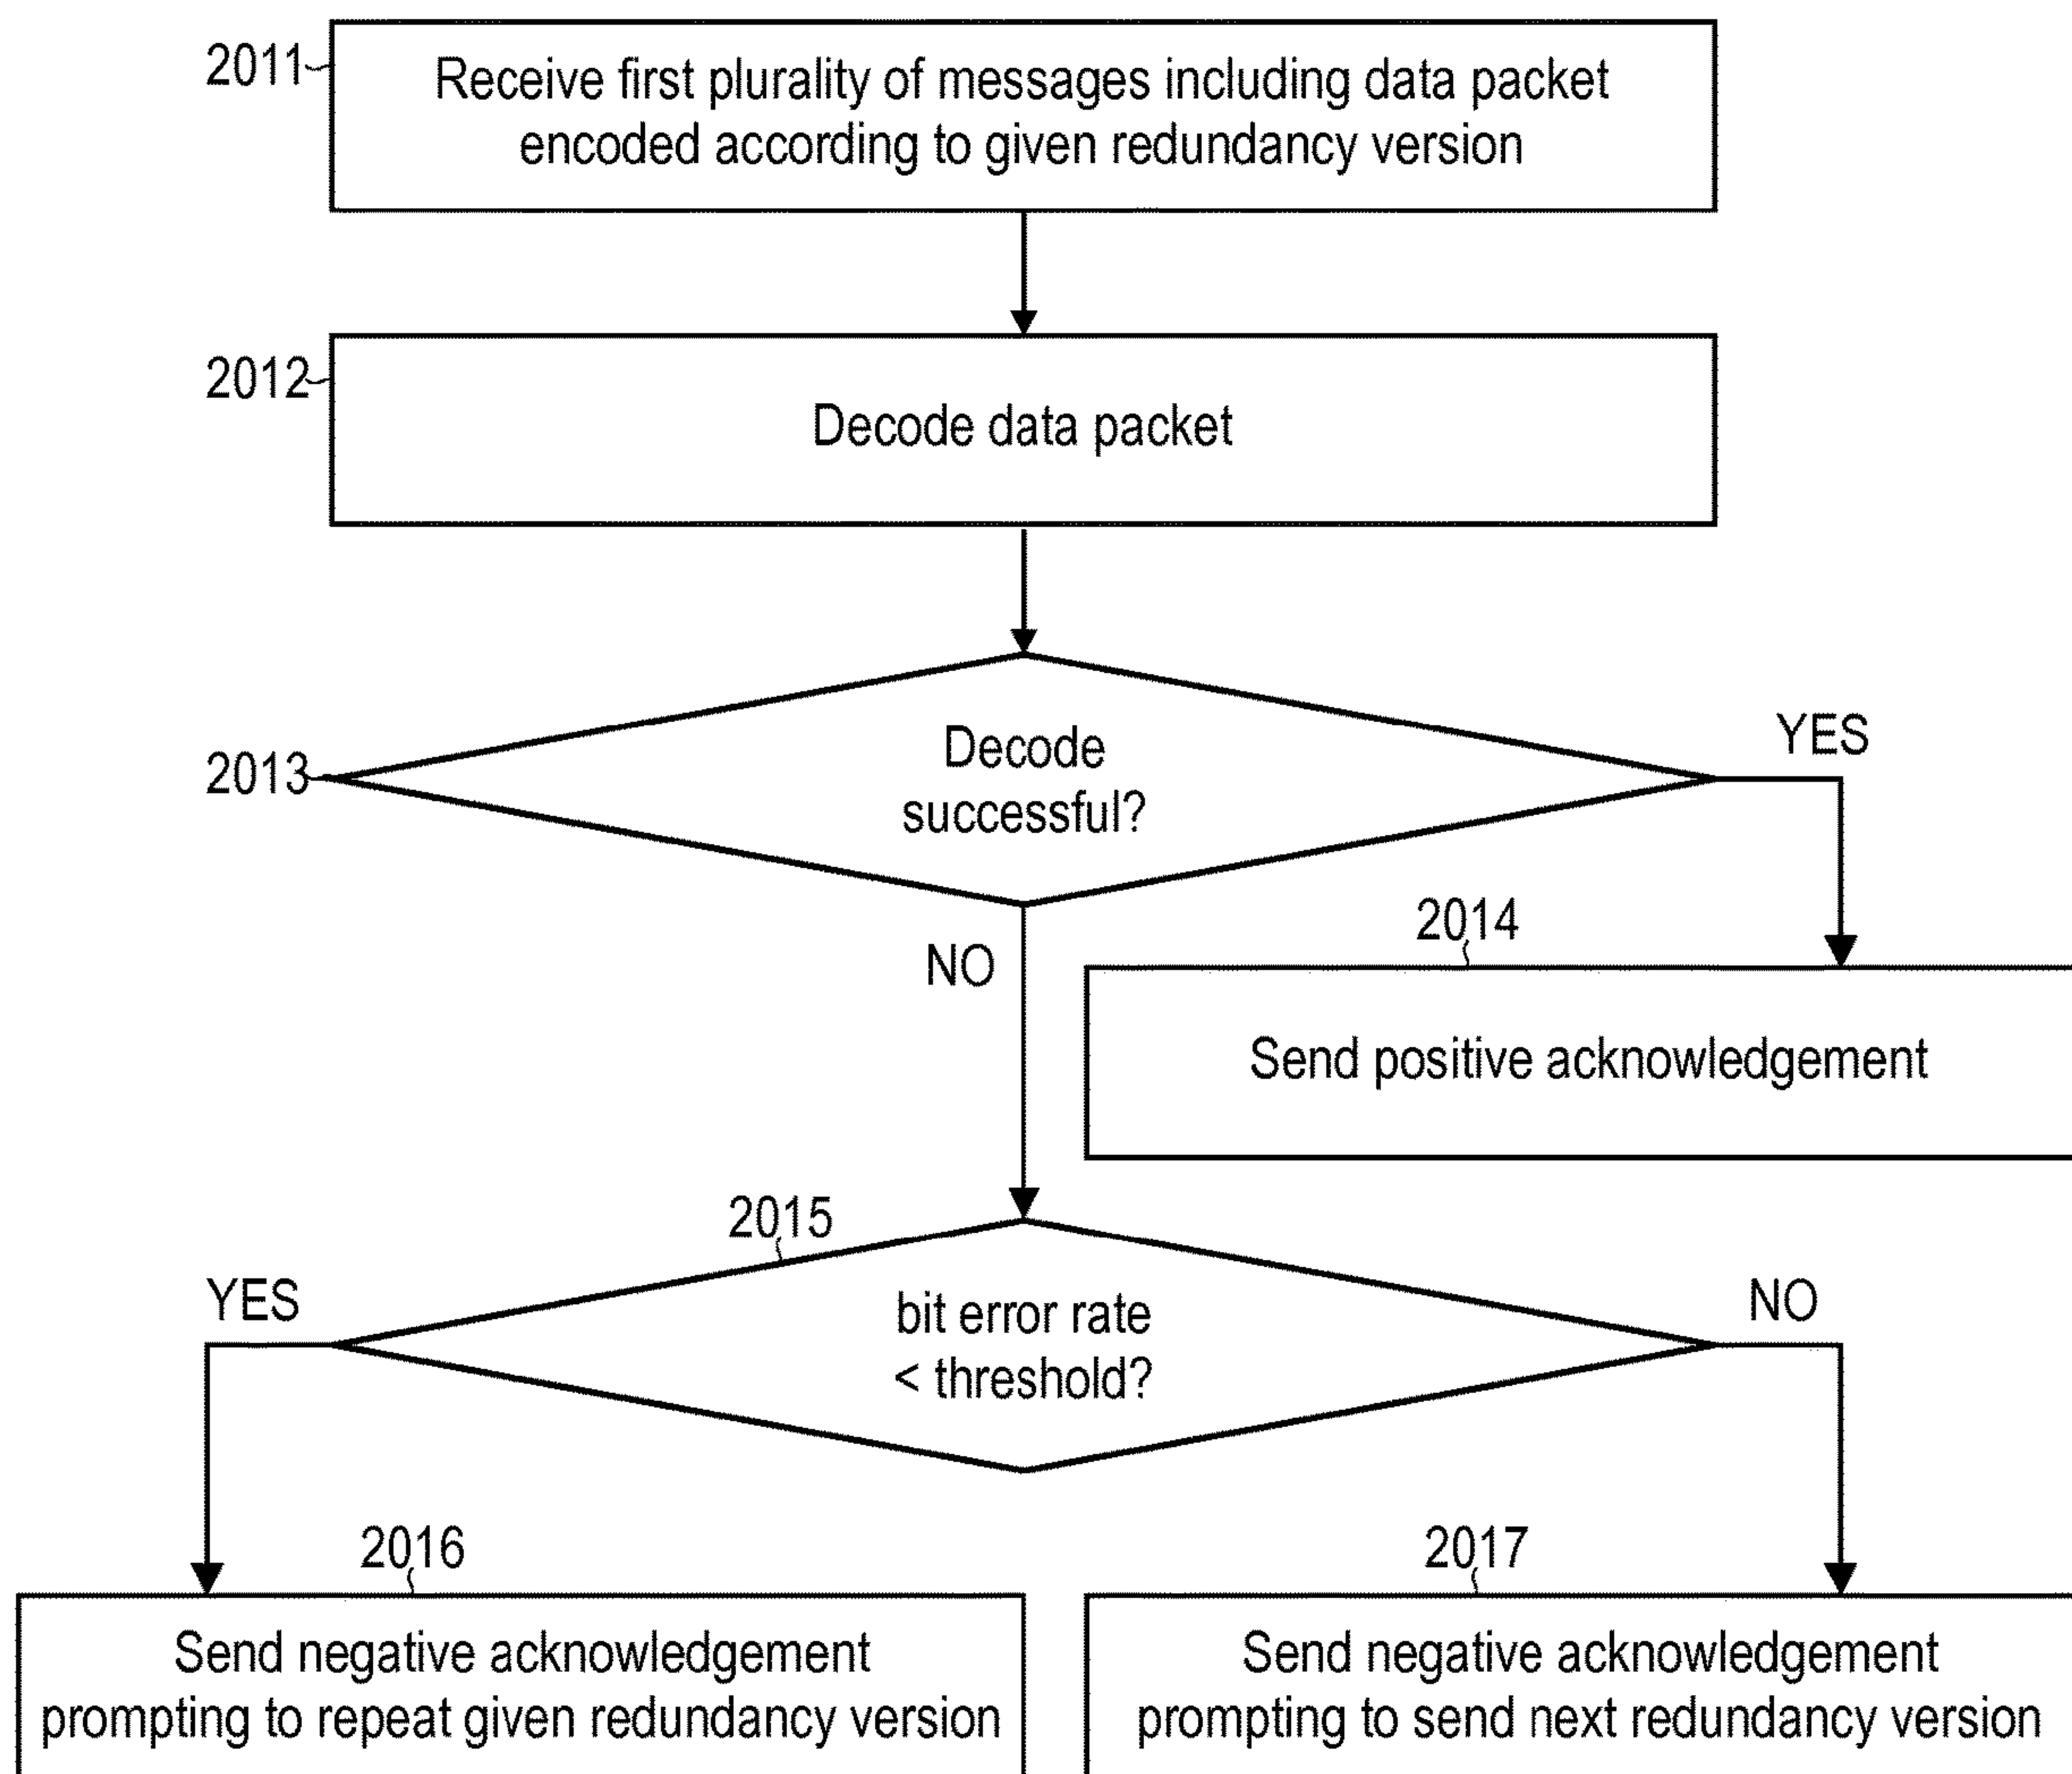 2011
Receive first plurality of messages including data packet
encoded according to given redundancy version
2012
Decode data packet
2013
Decode
successful?
YES
NO
2014
Send positive acknowledgement
2015
bit error rate
< threshold?
YES
NO
2016
Send negative acknowledgement
prompting to repeat given redundancy version
2017
Send negative acknowledgement
prompting to send next redundancy version